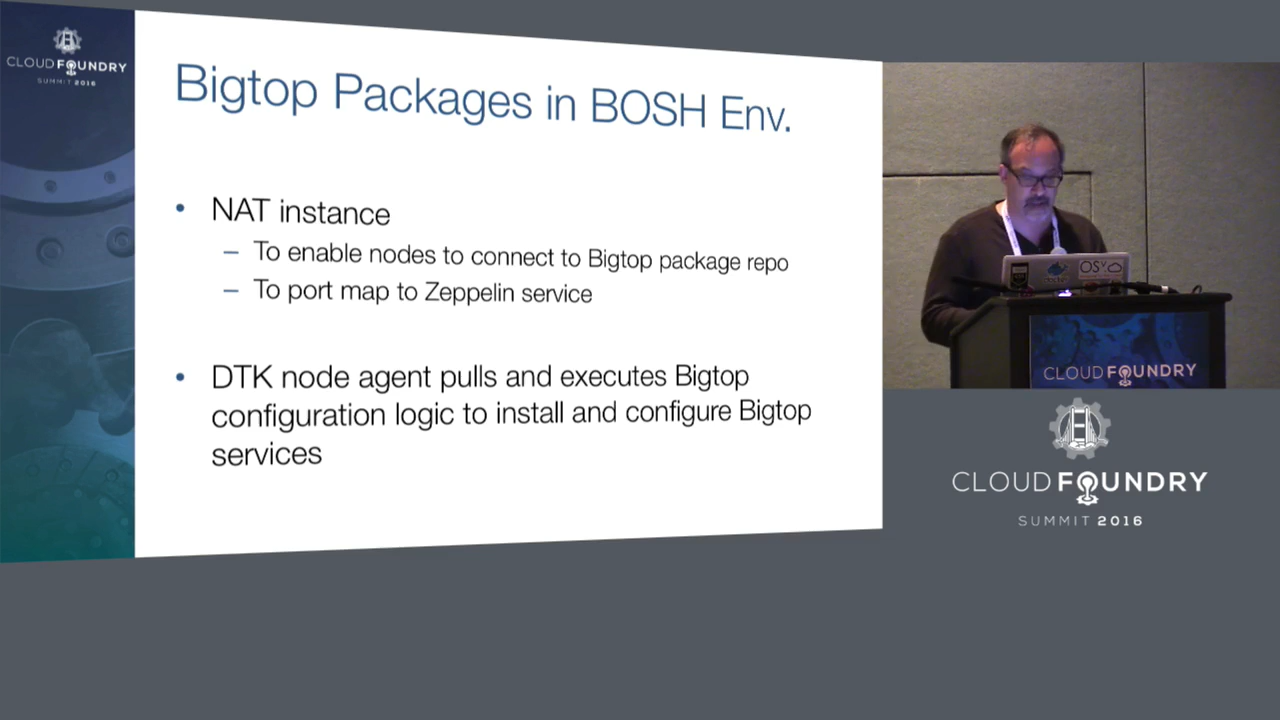 CLOUD FOUNDRY
SUMMIT 2016
Bigtop Packages in BOSH Env.
• NAT instance
– To enable nodes to connect to Bigtop package repo
– To port map to Zeppelin service
• DTK node agent pulls and executes Bigtop
configuration logic to install and configure Bigtop
services
OSv
CLOUD FOUNDRY
CLOUD FOUNDRY
SUMMIT 2016